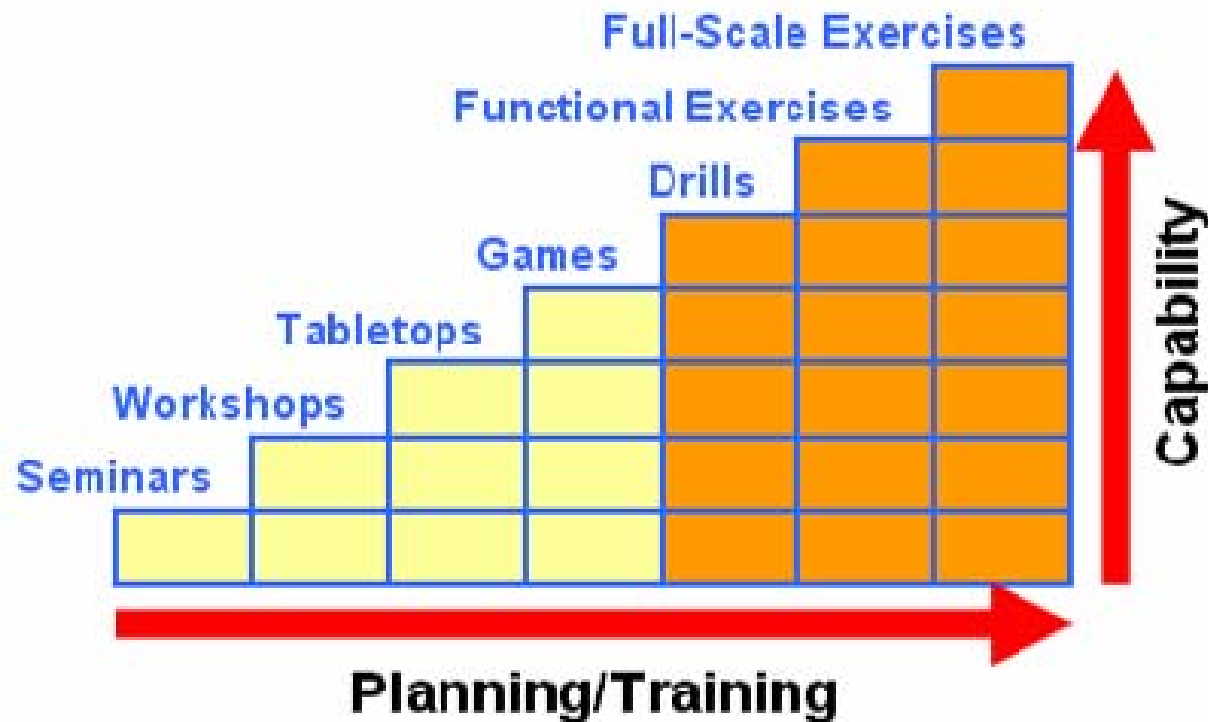 Full-Scale Exercises
Functional Exercises
Drills
Games
Tabletops
Workshops
Seminars
Capability
Planning/Training